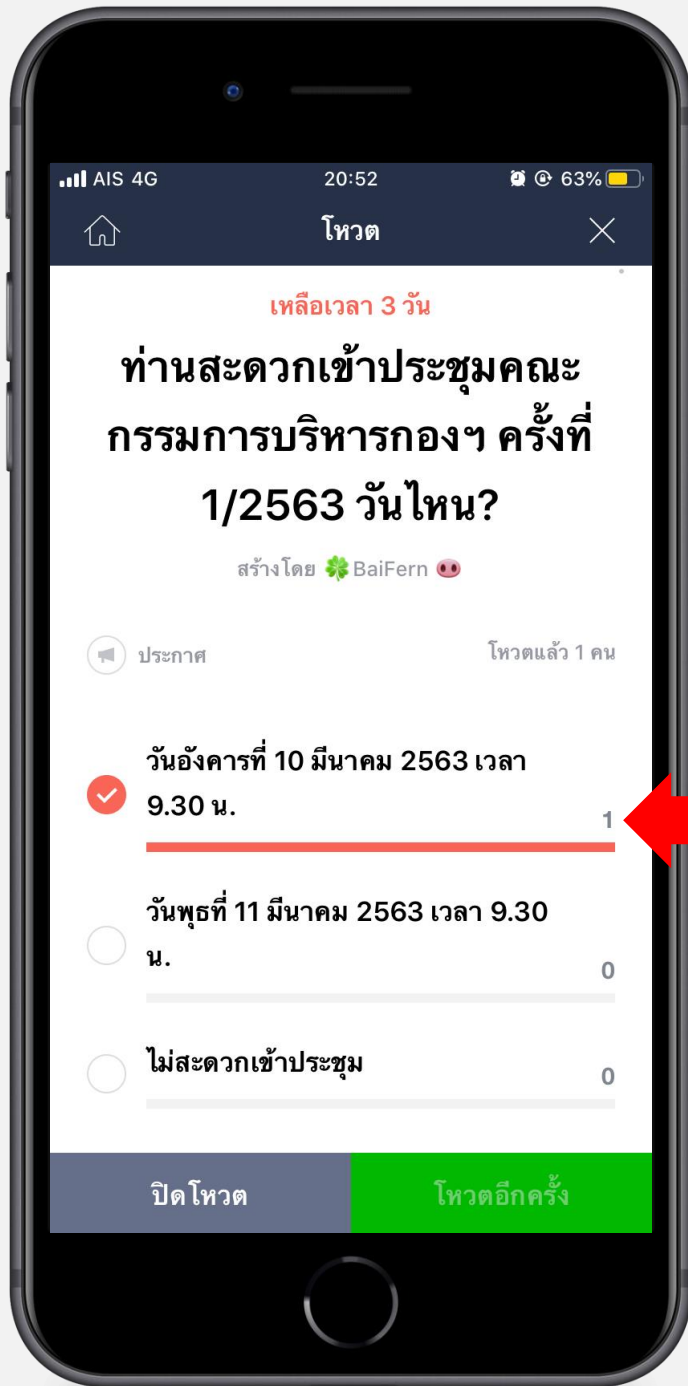 AIS 4G 20:52 63%
โหวต
เหลือเวลา 3 วัน
ท่านสะดวกเข้าประชุมคณะ
กรรมการบริหารกองฯ ครั้งที่
1/2563 วันไหน?
สร้างโดย 🍀BaiFern 🐽
ประกาศ โหวตแล้ว 1 คน
วันอังคารที่ 10 มีนาคม 2563 เวลา
9.30 น.
1
วันพุธที่ 11 มีนาคม 2563 เวลา 9.30
น.
0
ไม่สะดวกเข้าประชุม
0
ปิดโหวต โหวตอีกครั้ง